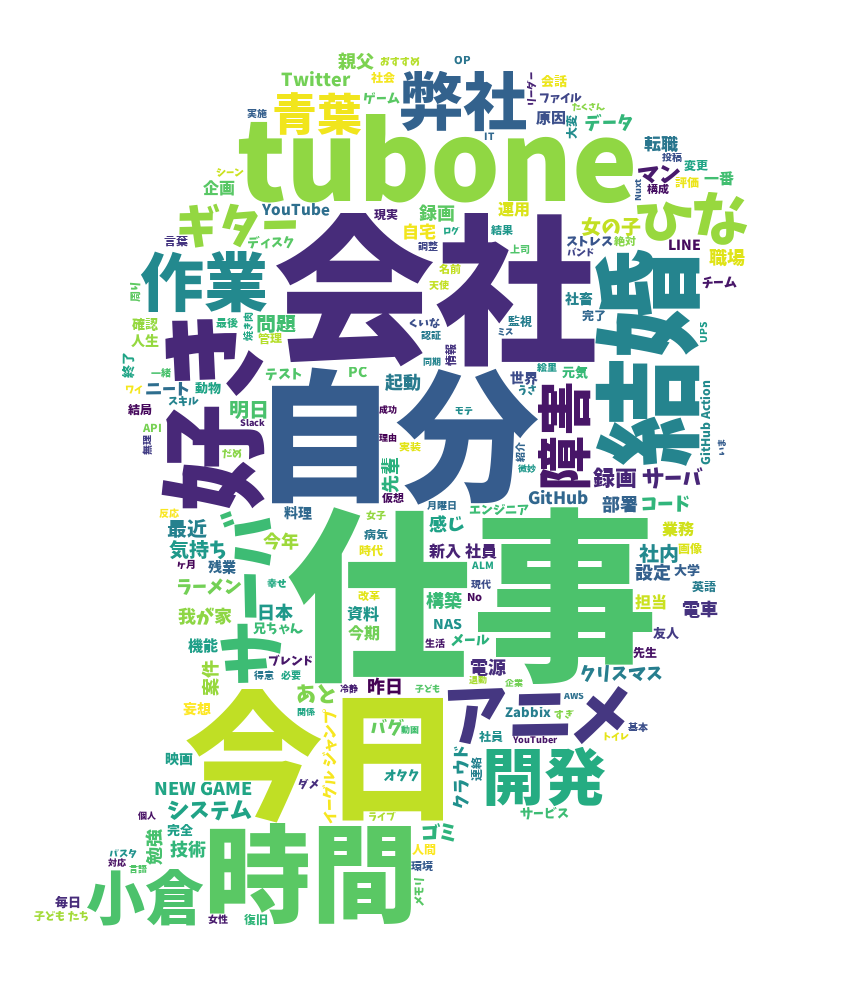 OP
親父
おすすめ
Twitter
社会
弊社
リーダー
会話
ゲーム
ファイル
青葉
たくさん
実施
原因
大変
データ
tubone
IT
転職
投稿
変更
シーン
企画
マン
構成
評価
一番
Nuxt
YouTube
現実
録画
運用
ひな
ギター
自宅
ログ
結果
女の子
言葉
ディスク
調整
上司
ストレス
絶対
バンド
LINE
会社
職場
作業
名前
天使
チーム
周り
社畜
結婚
確認
最後
焼き肉
問題
くいな
監視
完了
人生
管理
認証
ミス
UPS
好き
終了
同期
情報
一緒
テスト
PC
起動
世界
絵里
元気
ワイ
ニート
動物
うさ
スキル
自分
障害
GitHub Action
結局
明日
成功
モテ
API
Slack
無理
理由
実装
紹介
いま
だめ
先輩
微妙
録画 サーバ
仮想
GitHub
部署
コード
料理
月曜日
エンジニア
反応
女子
感じ
最近
サーバー
今年
病気
業務
仕事
気持ち
時代
新入 社員
社内
画像
ヶ月
残業
ALM
設定
大学
ラーメン
幸せ
現代
英語
改革
構築
No
担当
我が家
日本
資料
電車
兄ちゃん
今期
NAS
友人
機能
生活
メール
先生
ブレンド
案件
得意
必要
電源
クリスマス
あと
冷静
昨日
子ども
退勤
企業
妄想
関係
今日
アニメ
AWS
Zabbix
すぎ
バグ
動画
社員
YouTuber
基本
トイレ
イーグル ジャンプ
映画
オタク
クラウド
連絡
開発
NEW GAME
ダメ
システム
個人
ライブ
サービス
完全
ゴミ
勉強
技術
時間
パスタ
対応
人間
言語
環境
小倉
メモリ
毎日
子ども たち
女性
復旧